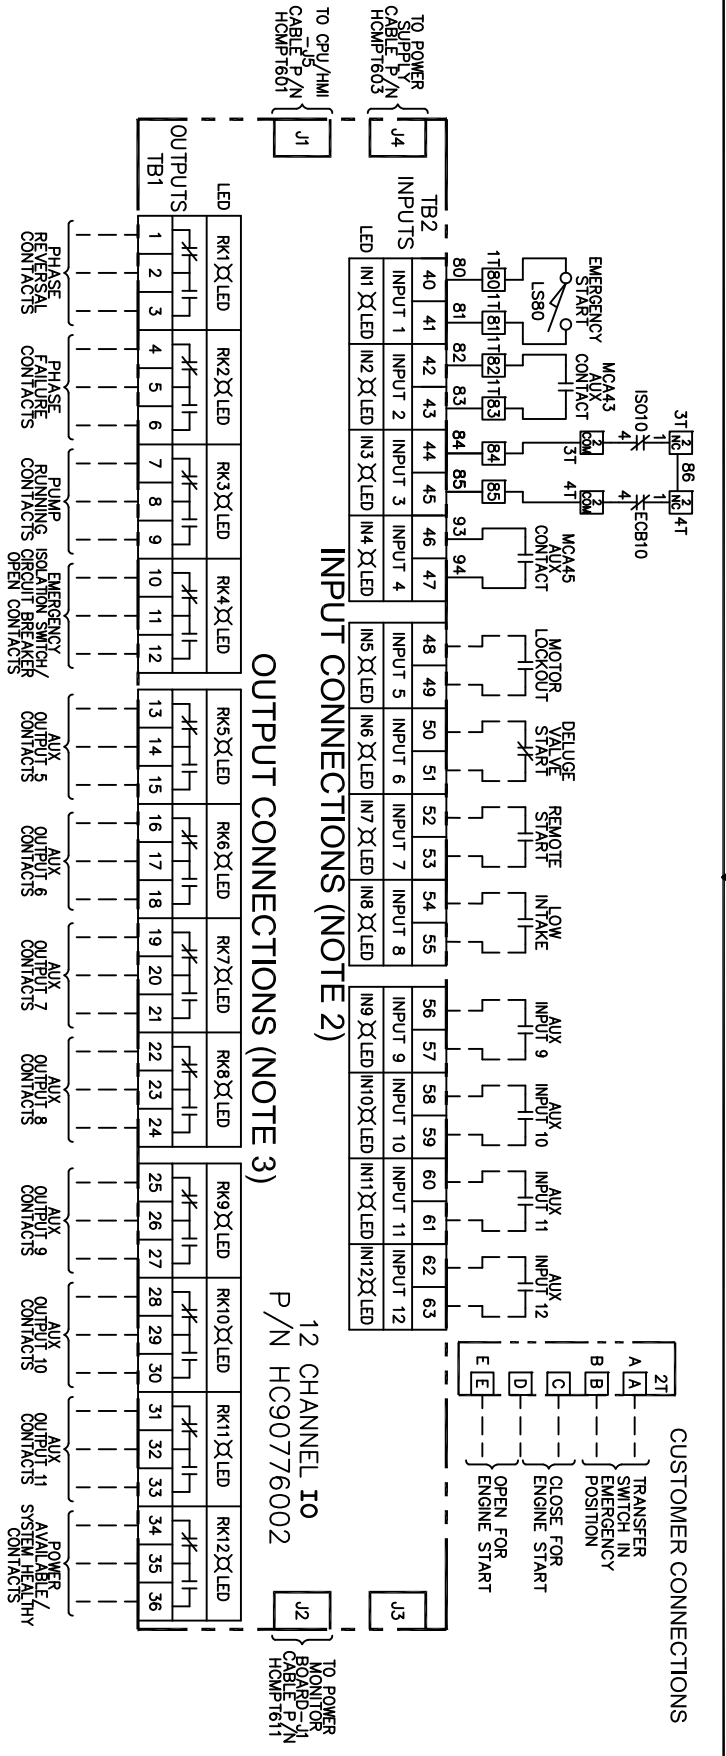 CUSTOMER CONNECTIONS
TO POWER
SUPPLY
CABLE P/N
HCMPT603
J4
TO CPU/HMI
-J5
CABLE P/N
HCMPT601
J1
EMERGENCY
START
LS80
1T 80 1T 81 1T 82 1T 83
80 81 82 83 84 85 93 94
MCA43
AUX
CONTACT
84 85
3T
2 NC
86
2 NC
4T
1
ISO10
4
1
ECB10
4
2 COM
3T
4T
2 COM
MCA45
AUX
CONTACT
MOTOR
LOCKOUT
DELUGE
VALVE
START
REMOTE
START
LOW
INTAKE
AUX
INPUT 9
AUX
INPUT 10
AUX
INPUT 11
AUX
INPUT 12
TB2
INPUTS
40 41 42 43 44 45 46 47 48 49 50 51 52 53 54 55 56 57 58 59 60 61 62 63
INPUT 1 INPUT 2 INPUT 3 INPUT 4 INPUT 5 INPUT 6 INPUT 7 INPUT 8 INPUT 9 INPUT 10 INPUT 11 INPUT 12
LED
IN1 LED IN2 LED IN3 LED IN4 LED IN5 LED IN6 LED IN7 LED IN8 LED IN9 LED IN10 LED IN11 LED IN12 LED
INPUT CONNECTIONS (NOTE 2)
2T
A A
B B
C
D
E E
TRANSFER
SWITCH IN
EMERGENCY
POSITION
CLOSE FOR
ENGINE START
OPEN FOR
ENGINE START
J3
J2
TO POWER
MONITOR
BOARD-J1
CABLE P/N
HCMPT611
12 CHANNEL IO
P/N HC90776002
OUTPUT CONNECTIONS (NOTE 3)
LED
RK1 LED RK2 LED RK3 LED RK4 LED RK5 LED RK6 LED RK7 LED RK8 LED RK9 LED RK10 LED RK11 LED RK12 LED
OUTPUTS
TB1
1 2 3 4 5 6 7 8 9 10 11 12 13 14 15 16 17 18 19 20 21 22 23 24 25 26 27 28 29 30 31 32 33 34 35 36
PHASE
REVERSAL
CONTACTS
PHASE
FAILURE
CONTACTS
PUMP
RUNNING
CONTACTS
EMERGENCY
ISOLATION SWITCH/
CIRCUIT BREAKER
OPEN CONTACTS
AUX
OUTPUT 5
CONTACTS
AUX
OUTPUT 6
CONTACTS
AUX
OUTPUT 7
CONTACTS
AUX
OUTPUT 8
CONTACTS
AUX
OUTPUT 9
CONTACTS
AUX
OUTPUT 10
CONTACTS
AUX
OUTPUT 11
CONTACTS
POWER
AVAILABLE/
SYSTEM HEALTHY
CONTACTS